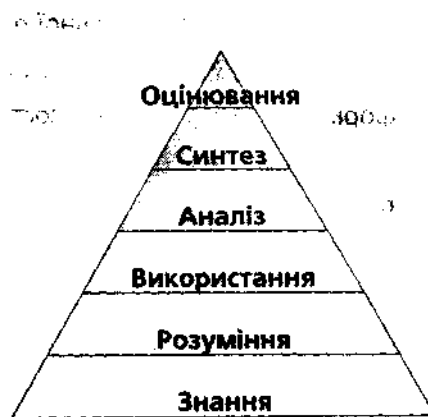 Оцінювання
Синтез
Аналіз
Використання
Розуміння
Знання